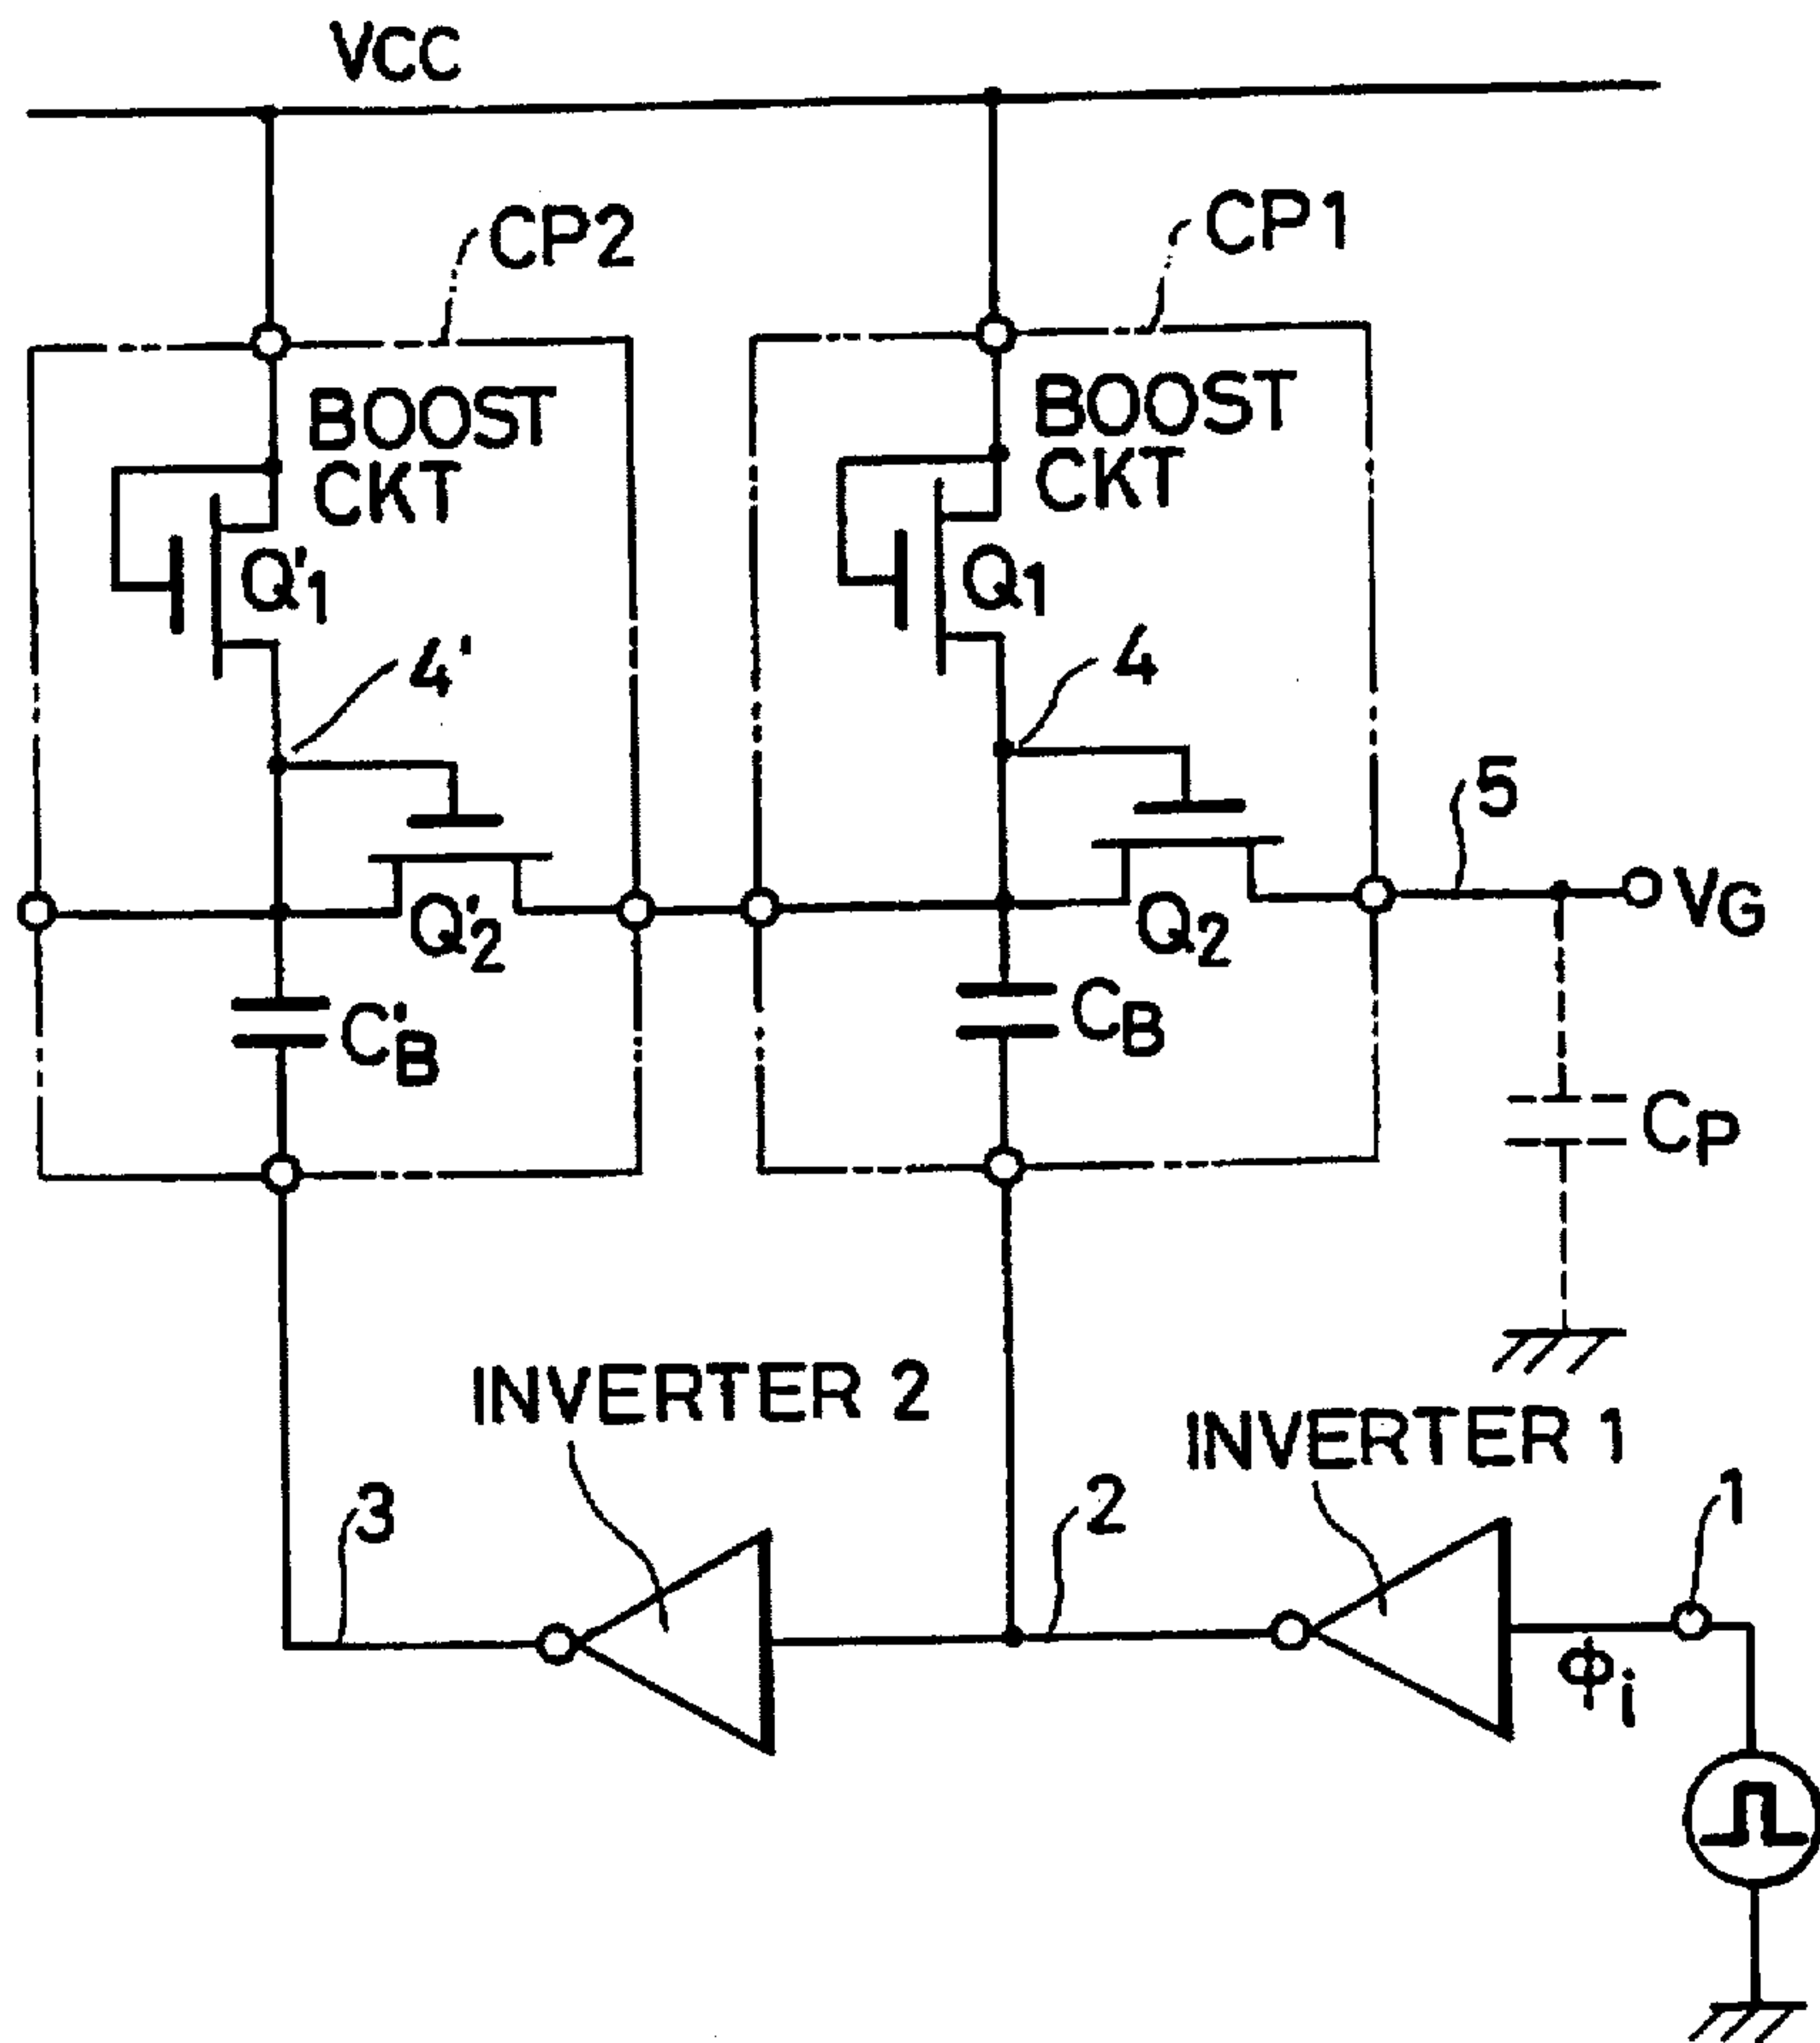 VCC
CP2
CP1
BOOST
CKT
BOOST
CKT
Q'1
Q1
4'
4
5
VG
Q'2
Q2
C'B
CB
CP
INVERTER 2
INVERTER 1
3
2
1
ϕi